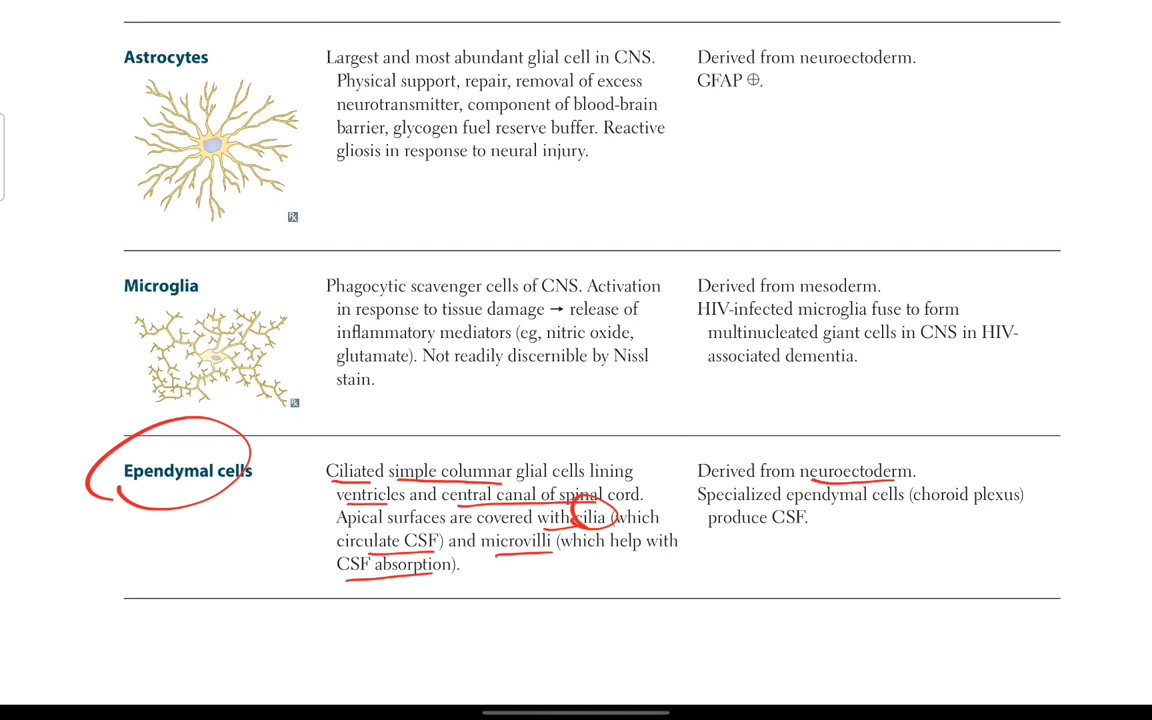 Astrocytes
Largest and most abundant glial cell in CNS.
Physical support, repair, removal of excess
neurotransmitter, component of blood-brain
barrier, glycogen fuel reserve buffer. Reactive
gliosis in response to neural injury.
Derived from neuroectoderm.
GFAP ⊕.
Rx
Microglia
Phagocytic scavenger cells of CNS. Activation
in response to tissue damage → release of
inflammatory mediators (eg, nitric oxide,
glutamate). Not readily discernible by Nissl
stain.
Derived from mesoderm.
HIV-infected microglia fuse to form
multinucleated giant cells in CNS in HIV-
associated dementia.
Rx
Ependymal cells
Ciliated simple columnar glial cells lining
ventricles and central canal of spinal cord.
Apical surfaces are covered with cilia (which
circulate CSF) and microvilli (which help with
CSF absorption).
Derived from neuroectoderm.
Specialized ependymal cells (choroid plexus)
produce CSF.